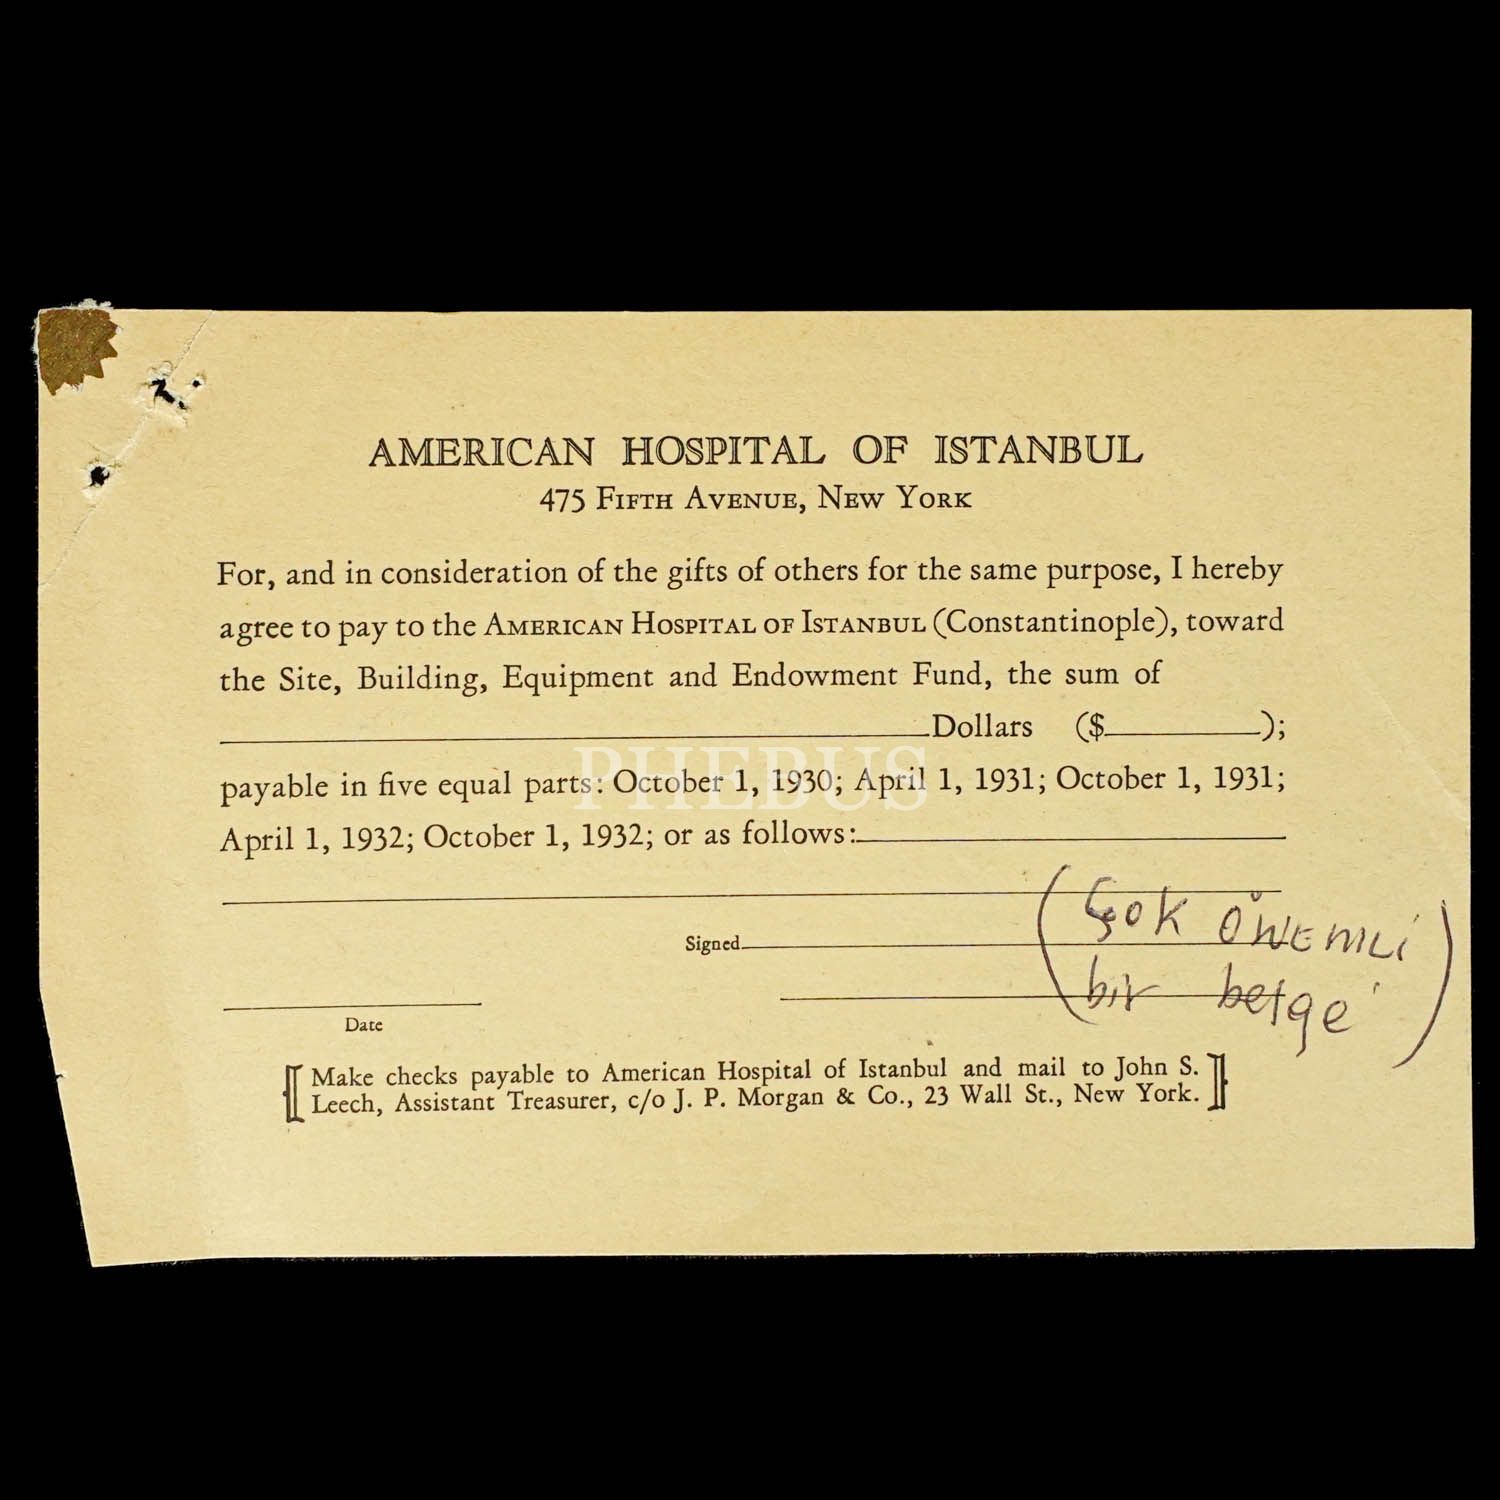 AMERICAN HOSPITAL OF ISTANBUL
475 FIFTH AVENUE, NEW YORK
For, and in consideration of the gifts of others for the same purpose, I hereby
agree to pay to the AMERICAN HOSPITAL OF ISTANBUL (Constantinople), toward
the Site, Building, Equipment and Endowment Fund, the sum of
Dollars ($ );
PHEBUS
payable in five equal parts: October 1, 1930; April 1, 1931; October 1, 1931;
April 1, 1932; October 1, 1932; or as follows:
Signed
(ÇOK ÖNEMLİ
bir belge)
Date
[Make checks payable to American Hospital of Istanbul and mail to John S.
Leech, Assistant Treasurer, c/o J. P. Morgan & Co., 23 Wall St., New York.]